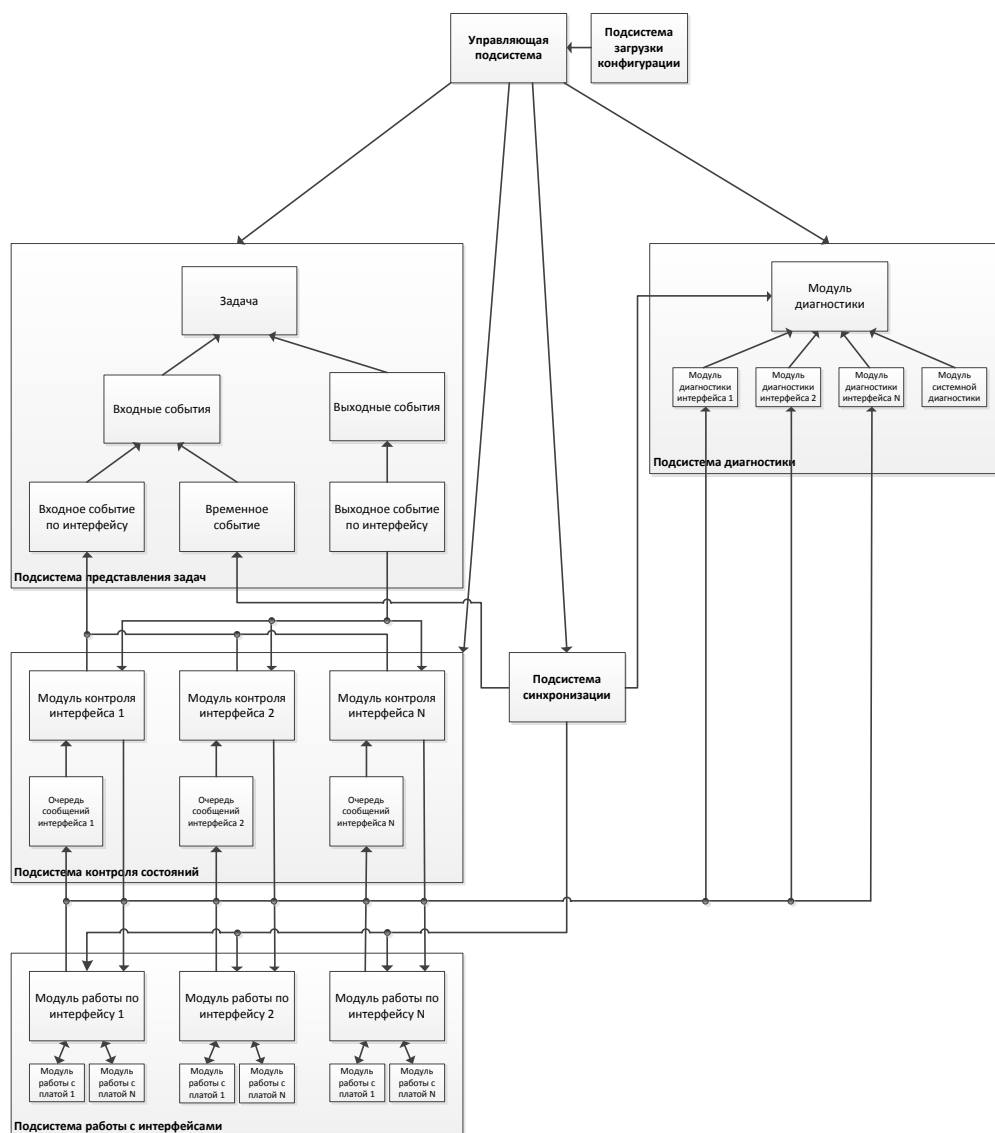 Управляющая
подсистема
Подсистема
загрузки
конфигурации
Задача
Входные события
Выходные события
Входное событие
по интерфейсу
Временное
событие
Выходное событие
по интерфейсу
Подсистема представления задач
Модуль
диагностики
Модуль
диагностики
интерфейса 1
Модуль
диагностики
интерфейса 2
Модуль
диагностики
интерфейса N
Модуль
системной
диагностики
Подсистема диагностики
Модуль контроля
интерфейса 1
Модуль контроля
интерфейса 2
Модуль контроля
интерфейса N
Подсистема
синхронизации
Очередь
сообщений
интерфейса 1
Очередь
сообщений
интерфейса 2
Очередь
сообщений
интерфейса N
Подсистема контроля состояний
Модуль работы по
интерфейсу 1
Модуль работы по
интерфейсу 2
Модуль работы по
интерфейсу N
Модуль
работы с
платой 1
Модуль
работы с
платой N
Модуль
работы с
платой 1
Модуль
работы с
платой N
Модуль
работы с
платой 1
Модуль
работы с
платой N
Подсистема работы с интерфейсами